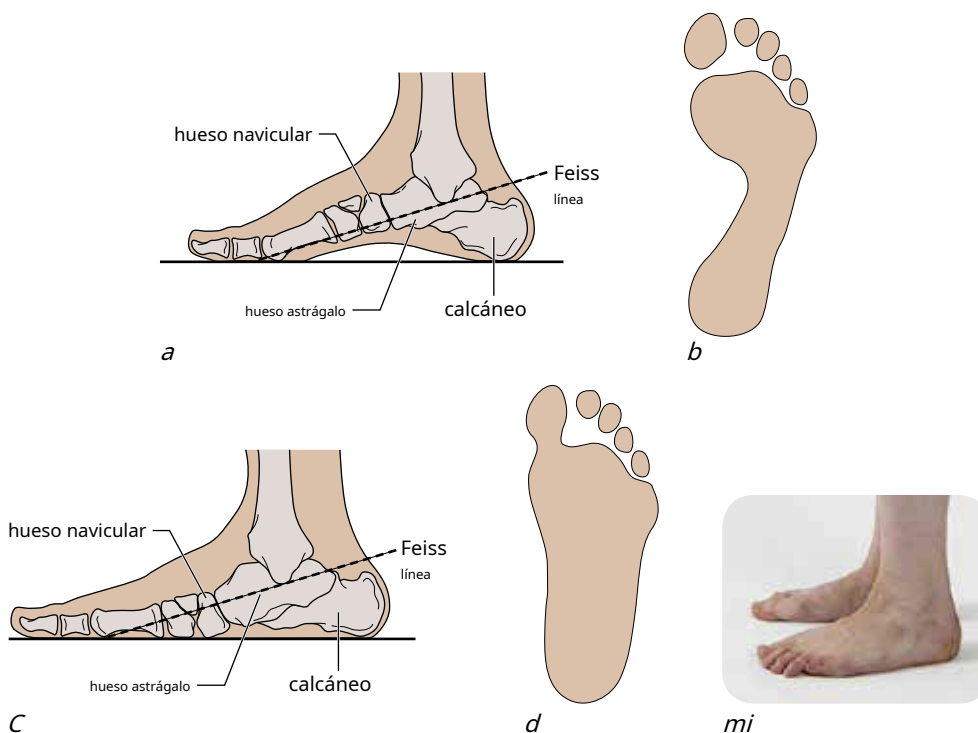 hueso navicular
Feiss
línea
hueso astrágalo
calcáneo
a
b
hueso navicular
Feiss
línea
hueso astrágalo
calcáneo
C
d
mi